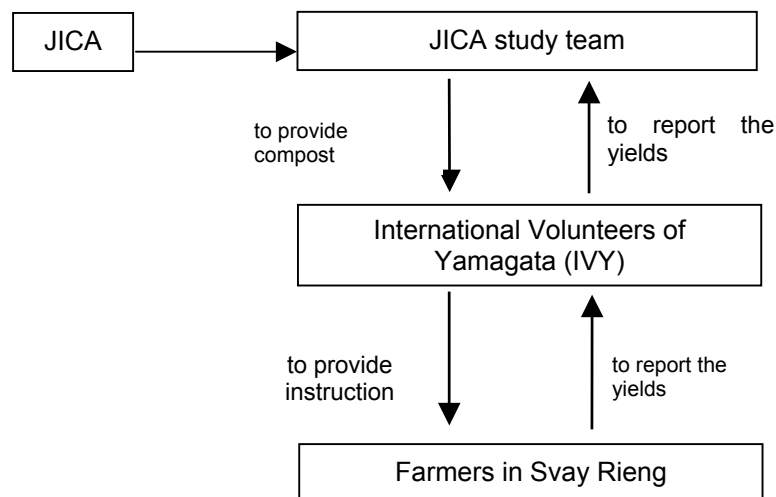 JICA
JICA study team
to provide
compost
to report the
yields
International Volunteers of
Yamagata (IVY)
to provide
instruction
to report the
yields
Farmers in Svay Rieng